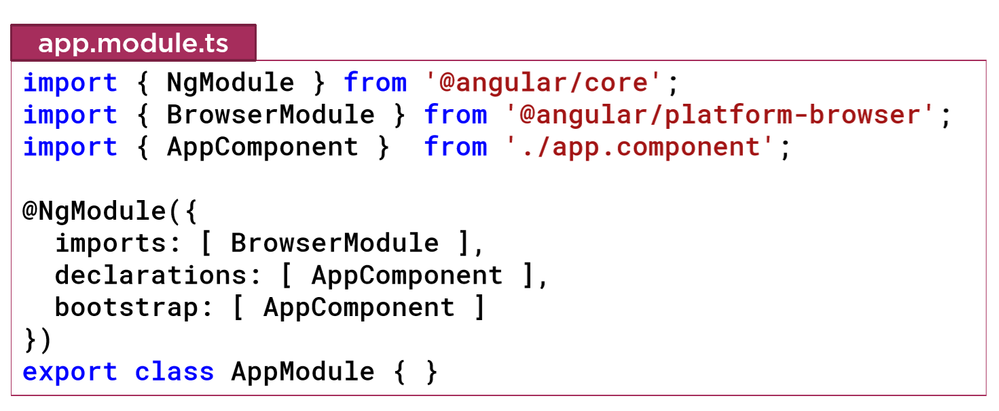 app.module.ts
import { NgModule } from '@angular/core';
import { BrowserModule } from '@angular/platform-browser';
import { AppComponent }  from './app.component';
@NgModule({
  imports: [ BrowserModule ],
  declarations: [ AppComponent ],
  bootstrap: [ AppComponent ]
})
export class AppModule { }